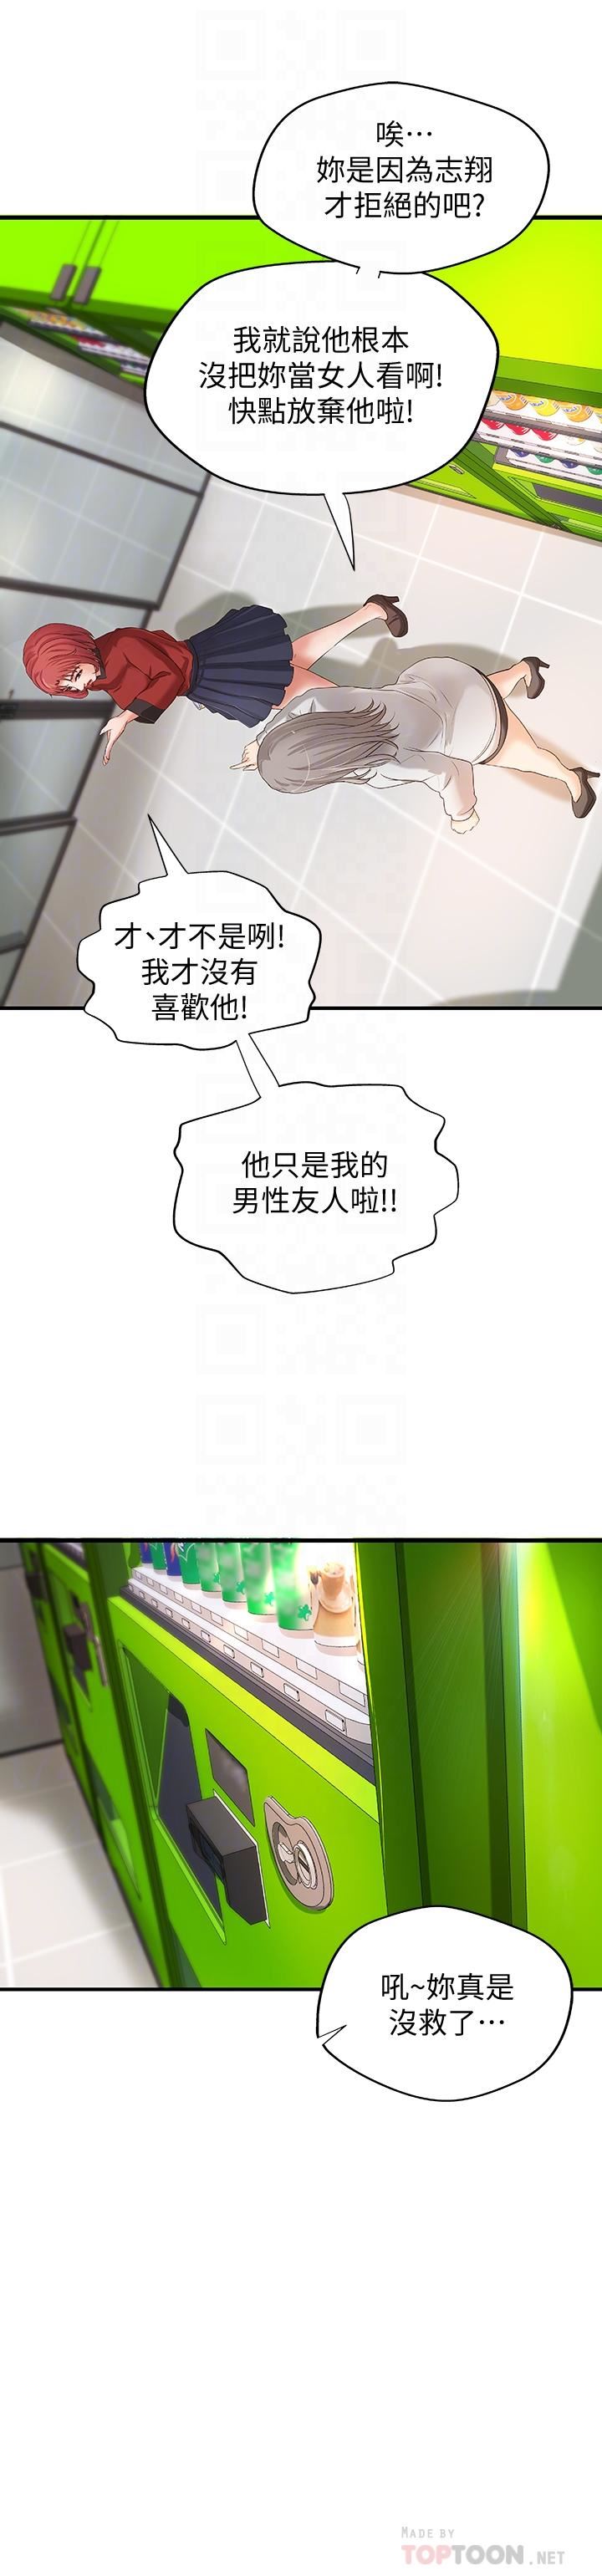 唉⋯
妳是因為志翔
才拒絕的吧?
我就說他根本
沒把妳當女人看啊!
快點放棄他啦!
才、才不是咧!
我才沒有
喜歡他!
他只是我的
男性友人啦!!
吼~妳真是
沒救了⋯
MADE BY
TOPTOON.NET